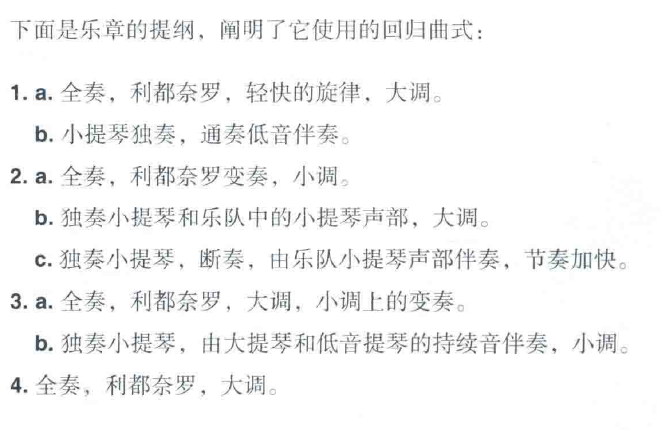 下面是乐章的提纲，阐明了它使用的回归曲式：
1. a. 全奏，利都奈罗，轻快的旋律，大调。
b. 小提琴独奏，通奏低音伴奏。
2. a. 全奏，利都奈罗变奏，小调。
b. 独奏小提琴和乐队中的小提琴声部，大调。
c. 独奏小提琴，断奏，由乐队小提琴声部伴奏，节奏加快。
3. a. 全奏，利都奈罗，大调，小调上的变奏。
b. 独奏小提琴，由大提琴和低音提琴的持续音伴奏，小调。
4. 全奏，利都奈罗，大调。